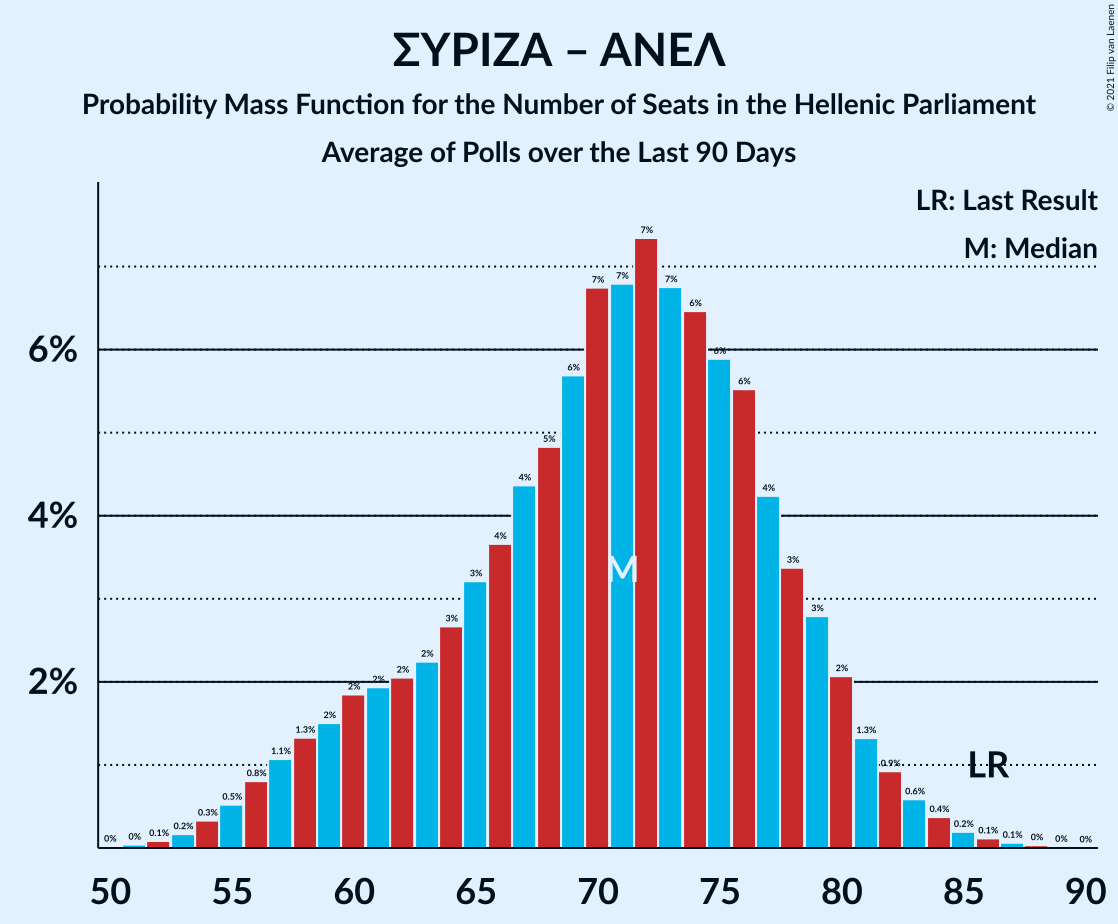 ΣΥΡΙΖΑ – ΑΝΕΛ
Probability Mass Function for the Number of Seats in the Hellenic Parliament
Average of Polls over the Last 90 Days
© 2021 Filip van Laenen
LR: Last Result
M: Median
6%
4%
2%
0% 0% 0.1% 0.2% 0.3% 0.5% 0.8% 1.1% 1.3% 2% 2% 2% 2% 2% 3% 3% 4% 4% 5% 6% 7% 7% 7% 7% 6% 6% 6% 4% 3% 3% 2% 1.3% 0.9% 0.6% 0.4% 0.2% 0.1% 0.1% 0% 0% 0%
M
LR
50 55 60 65 70 75 80 85 90